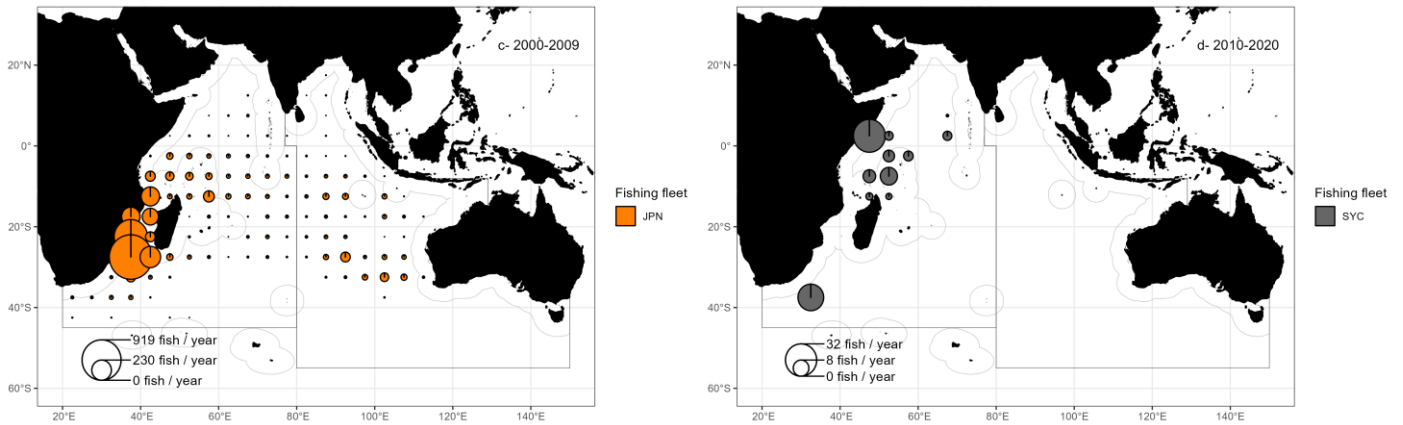 c- 2000-2009
20°N
0°
20°S
40°S
60°S
919 fish / year
230 fish / year
0 fish / year
20°E
40°E
60°E
80°E
100°E
120°E
140°E
Fishing fleet
JPN
d- 2010-2020
20°N
0°
20°S
40°S
60°S
32 fish / year
8 fish / year
0 fish / year
20°E
40°E
60°E
80°E
100°E
120°E
140°E
Fishing fleet
SYC